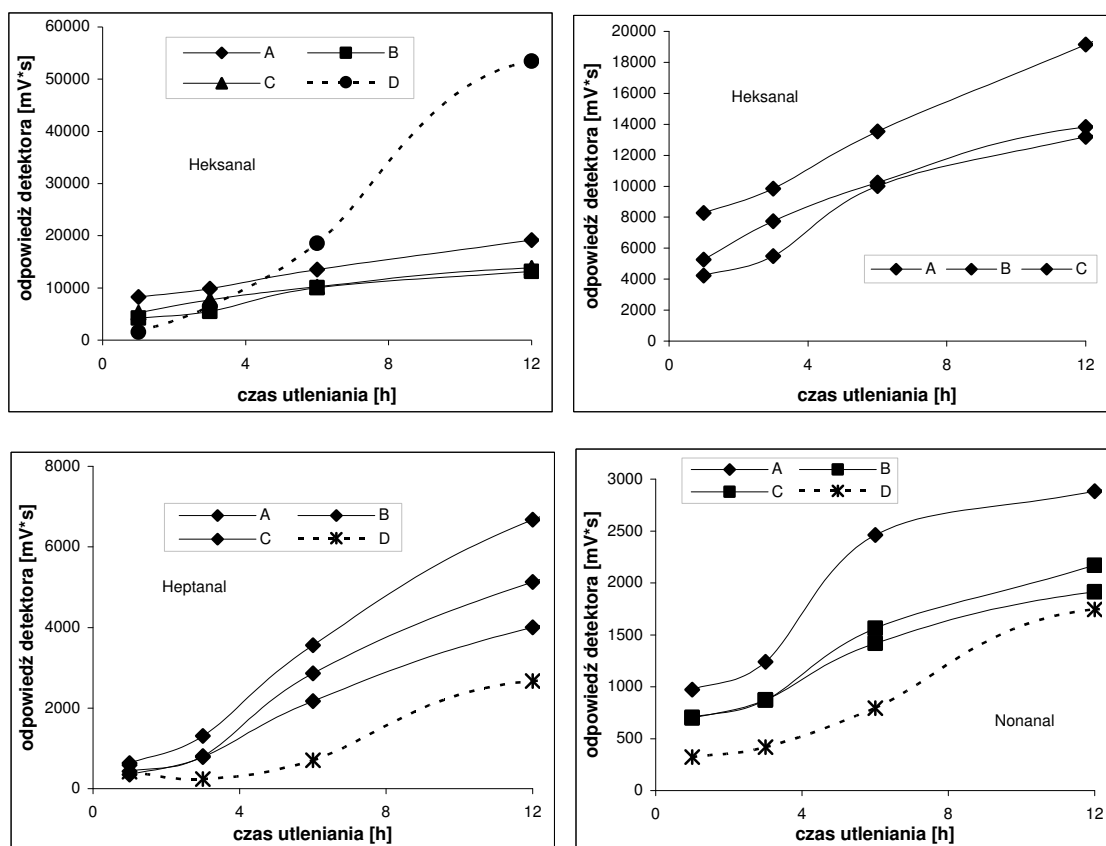 60000
50000
40000
30000
20000
10000
0
odpowiedź detektora [mV*s]
A B
C D
Heksanal
0 4 8 12
czas utleniania [h]
20000
18000
16000
14000
12000
10000
8000
6000
4000
2000
0
odpowiedź detektora [mV*s]
Heksanal
A B C
0 4 8 12
czas utleniania [h]
8000
6000
4000
2000
0
odpowiedź detektora [mV*s]
A B
C D
Heptanal
0 4 8 12
czas utleniania [h]
3000
2500
2000
1500
1000
500
0
odpowiedź detektora [mV*s]
A B
C D
Nonanal
0 4 8 12
czas utleniania [h]